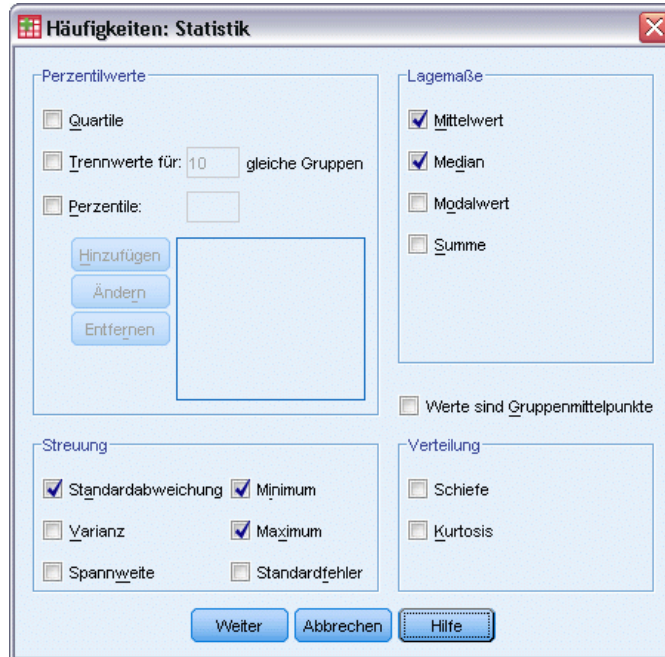 Häufigkeiten: Statistik
Perzentilwerte
Quartile
Trennwerte für: 10 gleiche Gruppen
Perzentile:
Hinzufügen
Ändern
Entfernen
Lagemaße
Mittelwert
Median
Modalwert
Summe
Werte sind Gruppenmittelpunkte
Streuung
Standardabweichung Minimum
Varianz Maximum
Spannweite Standardfehler
Verteilung
Schiefe
Kurtosis
Weiter Abbrechen Hilfe